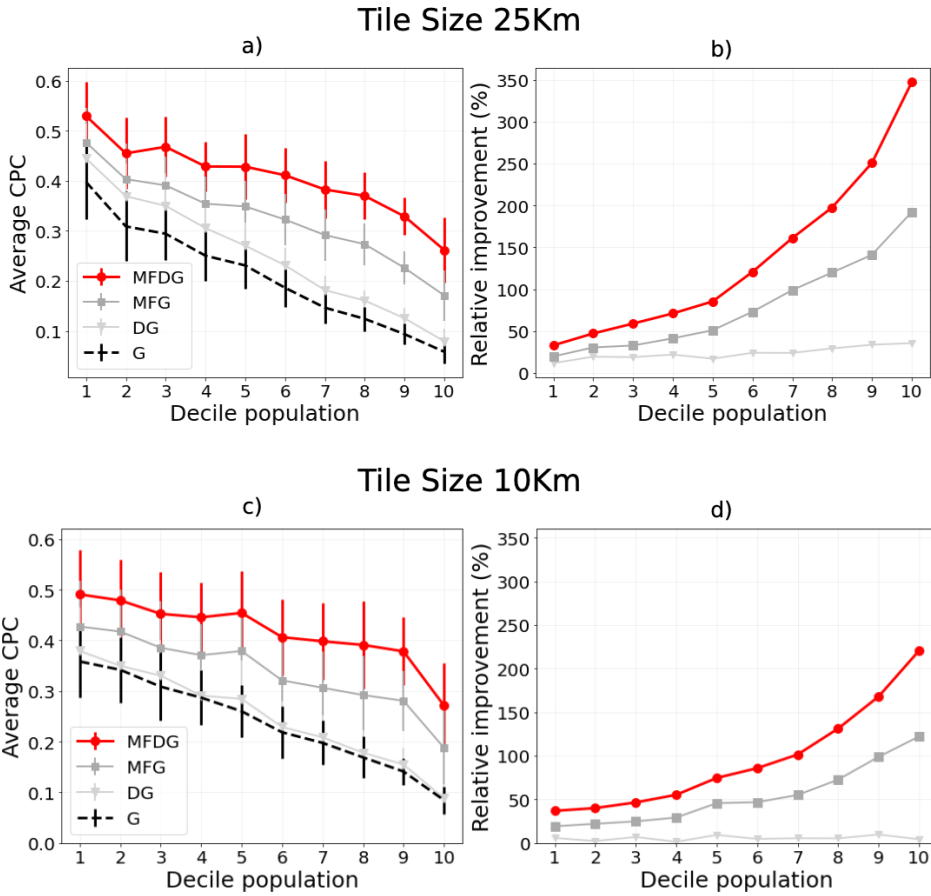 Tile Size 25Km
a)
b)
Average CPC
0.6
0.5
0.4
0.3
0.2
0.1
MFDG
MFG
DG
G
1 2 3 4 5 6 7 8 9 10
Decile population
Relative improvement (%)
350
300
250
200
150
100
50
0
1 2 3 4 5 6 7 8 9 10
Decile population
Tile Size 10Km
c)
d)
Average CPC
0.6
0.5
0.4
0.3
0.2
0.1
0.0
MFDG
MFG
DG
G
1 2 3 4 5 6 7 8 9 10
Decile population
Relative improvement (%)
350
300
250
200
150
100
50
0
1 2 3 4 5 6 7 8 9 10
Decile population